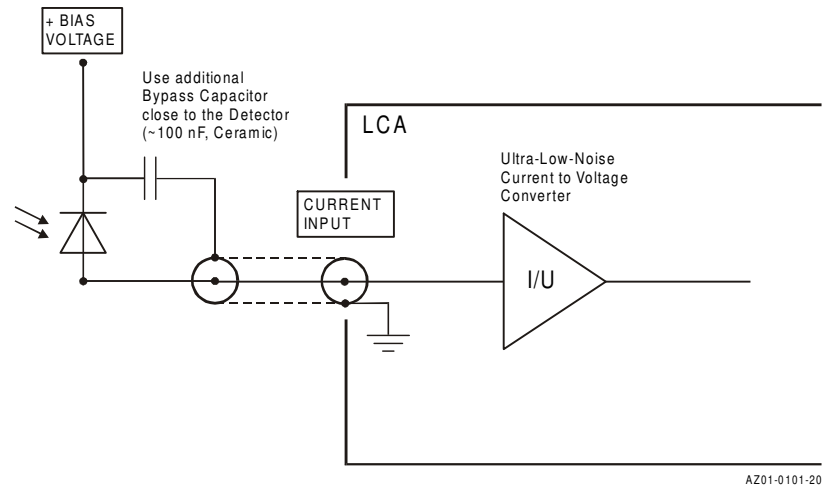 + BIAS
VOLTAGE
Use additional
Bypass Capacitor
close to the Detector
(~100 nF, Ceramic)
LCA
Ultra-Low-Noise
Current to Voltage
Converter
CURRENT
INPUT
I/U
AZ01-0101-20